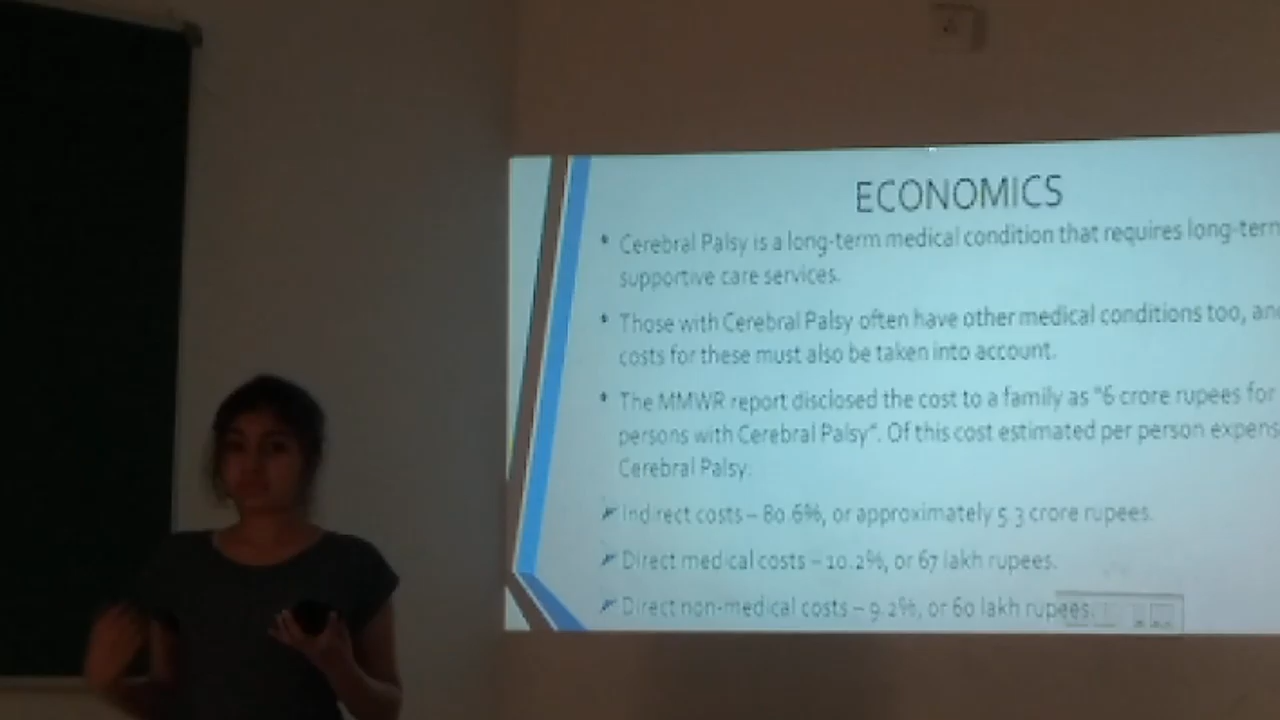 ECONOMICS
• Cerebral Palsy is a long-term medical condition that requires long-term
supportive care services.
• Those with Cerebral Palsy often have other medical conditions too, and
costs for these must also be taken into account.
• The MMWR report disclosed the cost to a family as "6 crore rupees for
persons with Cerebral Palsy". Of this cost estimated per person expens
Cerebral Palsy:
➢ Indirect costs – 80.6%, or approximately 5.3 crore rupees.
➢ Direct medical costs – 10.2%, or 67 lakh rupees.
➢ Direct non-medical costs – 9.2%, or 60 lakh rupees.